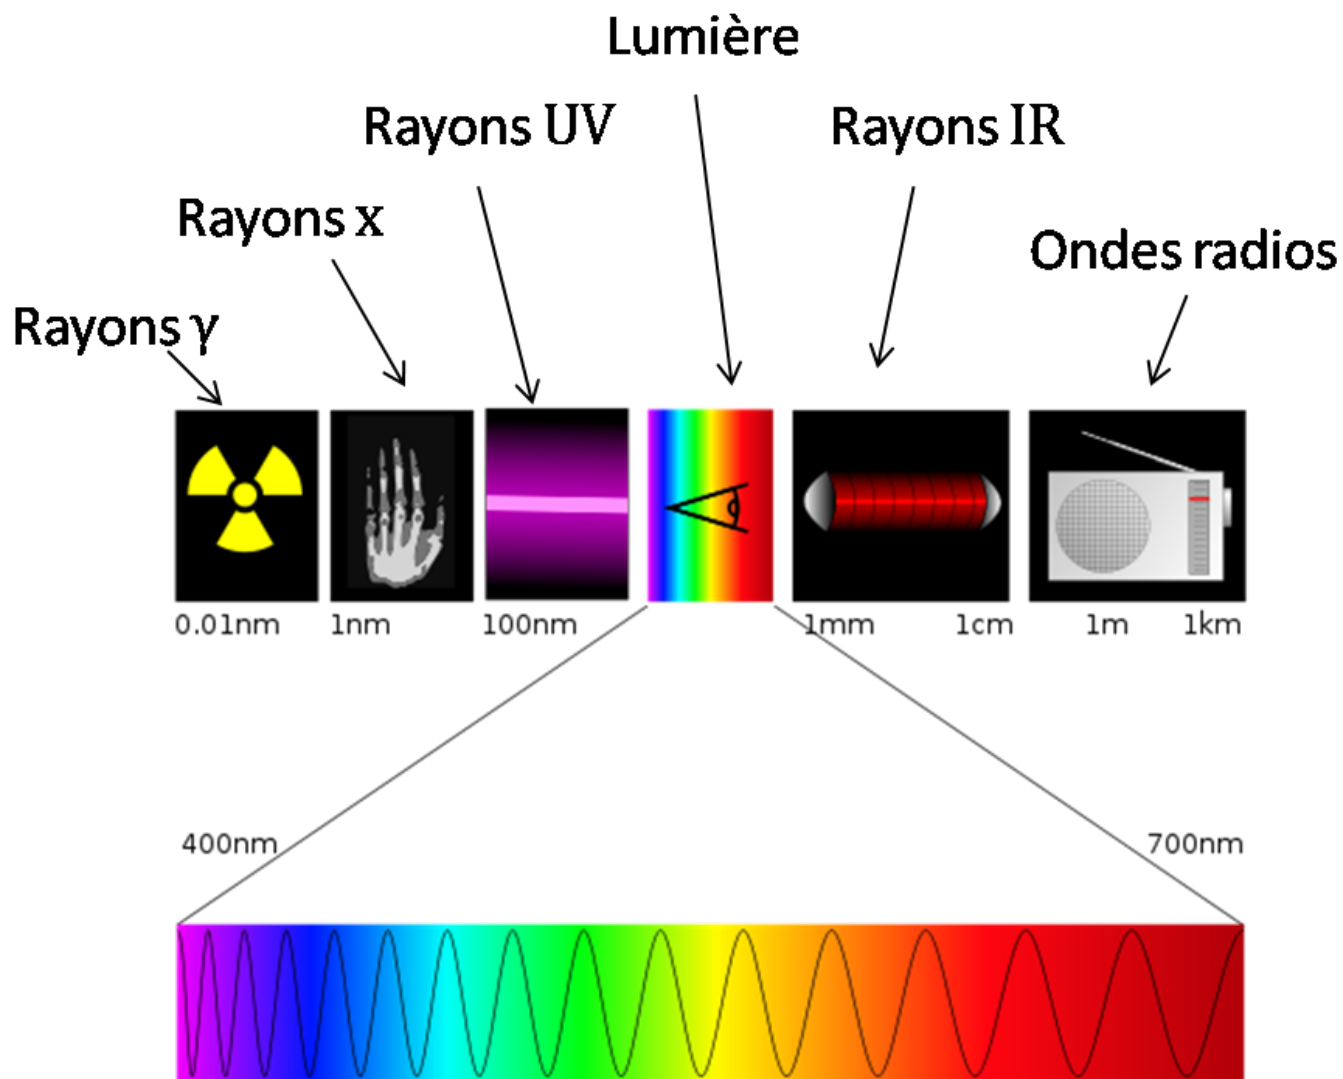 Lumière
Rayons UV
Rayons IR
Rayons x
Ondes radios
Rayons γ
0.01nm
1nm
100nm
1mm
1cm
1m
1km
400nm
700nm